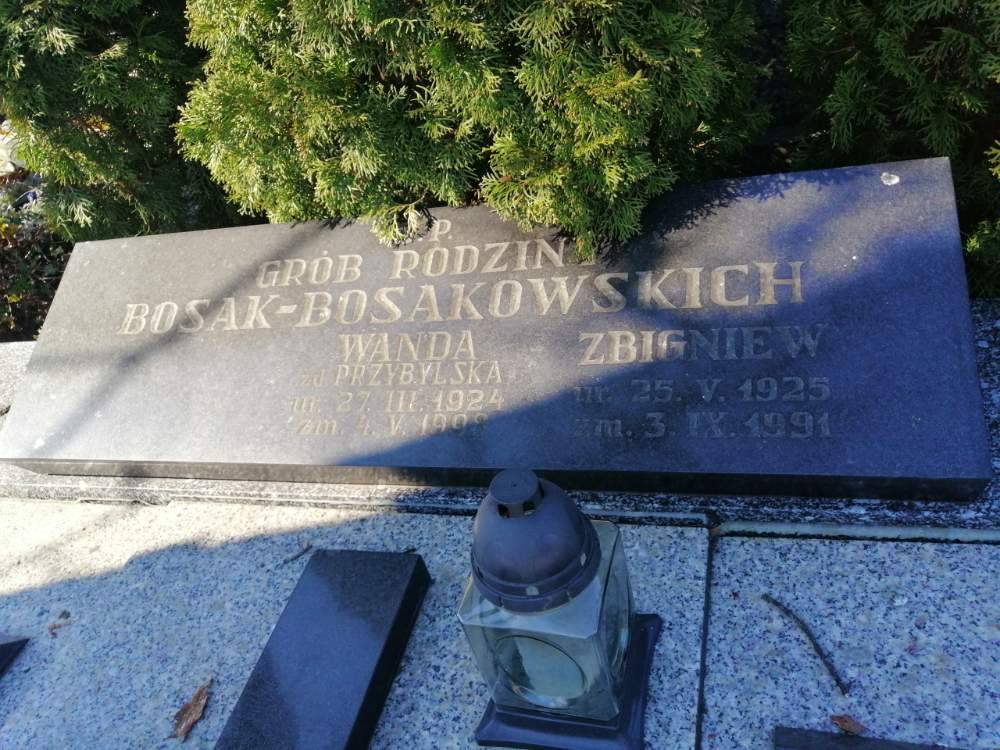 P.
GRÓB RODZINY
BOSAK-BOSAKOWSKICH
WANDA ZBIGNIEW
zd. PRZYBYLSKA
ur. 27. III. 1924 ur. 25. V. 1925
zm. V. zm. 3. IX. 1991